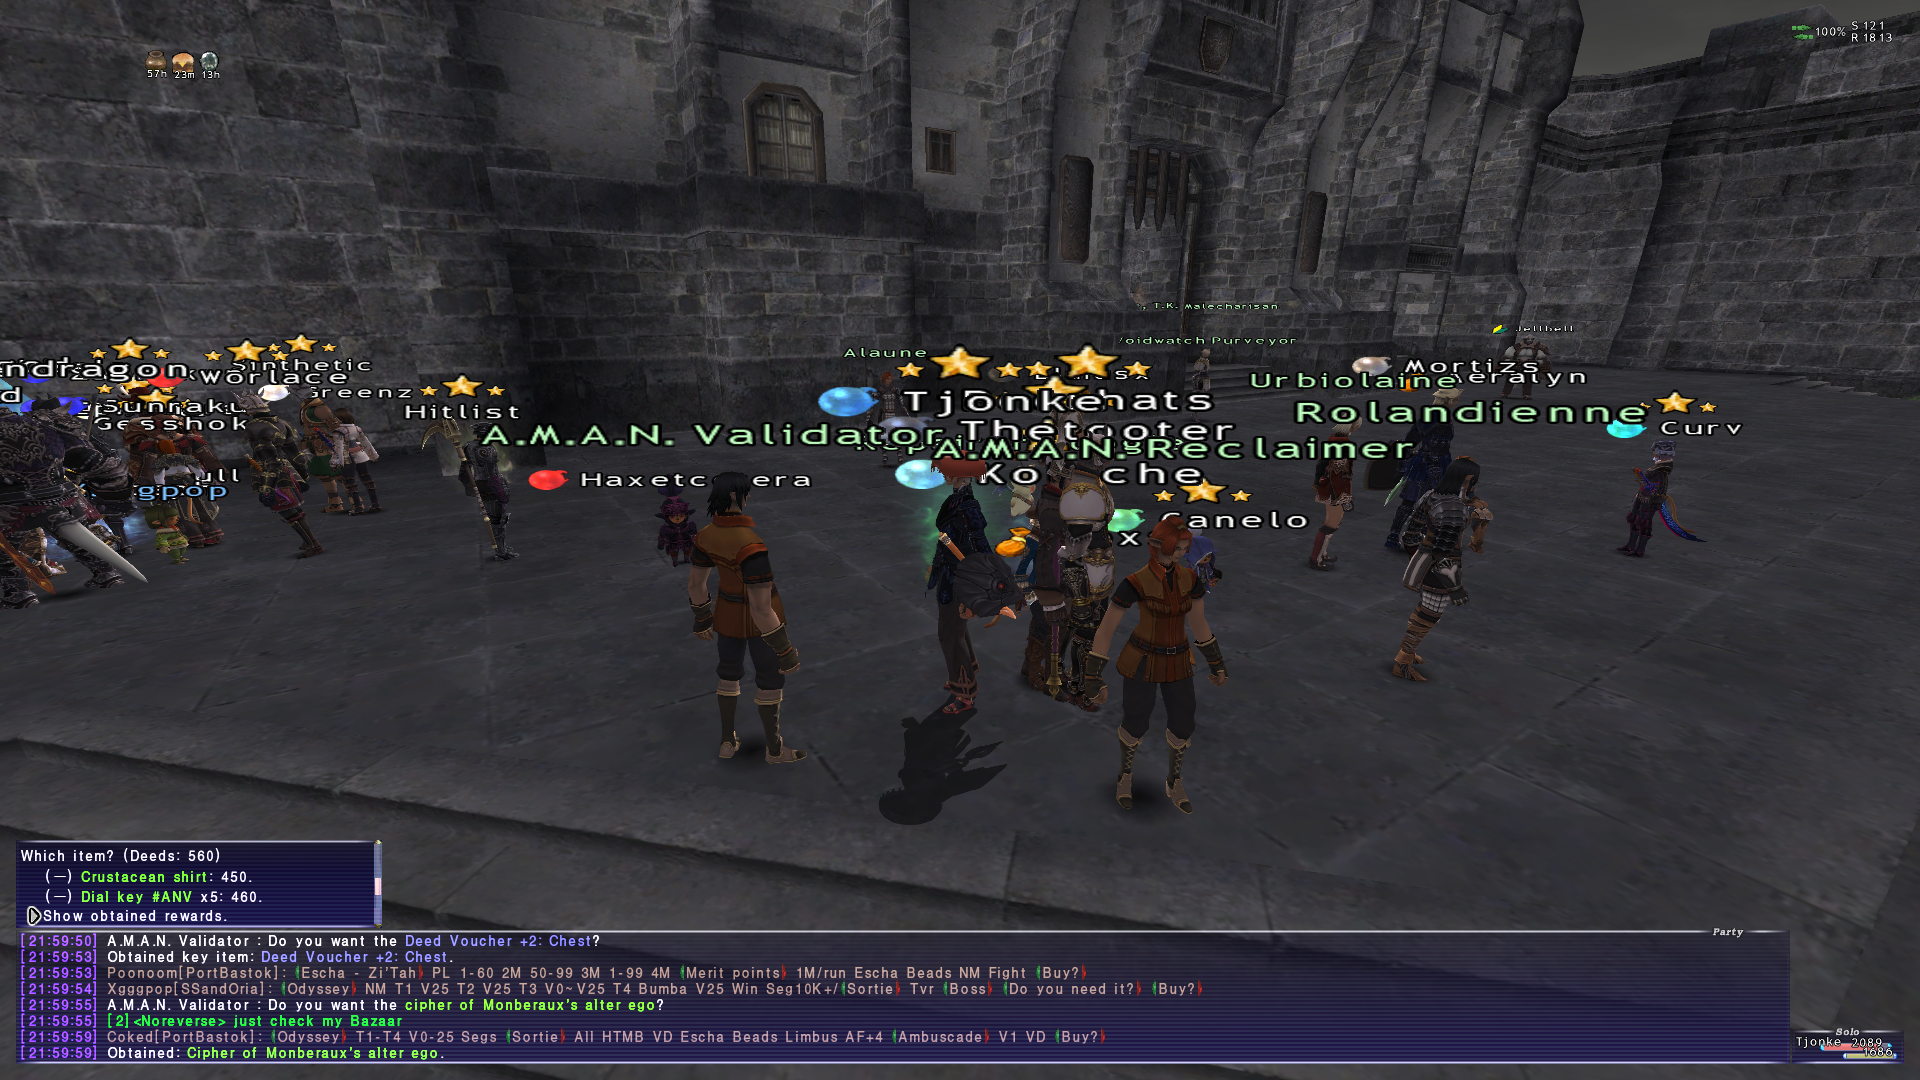 100% S 121
R 1813
57h 23m 13h
T.K. Malecharisan
Jellbell
Voidwatch Purveyor
Alaune
Sinthetic
Mortizs
Worlace
Urbiolaine
Greenz
Tjonke
Hitlist
Rolandienne
Sunraku
Gesshok
Curv
Thetooter
A.M.A.N. Validator
A.M.A.N. Reclaimer
Canelo
x
Which item? (Deeds: 560)
(—) Crustacean shirt: 450.
(—) Dial key #ANV x5: 460.
Show obtained rewards.
Party
[21:59:50] A.M.A.N. Validator : Do you want the Deed Voucher +2: Chest?
[21:59:53] Obtained key item: Deed Voucher +2: Chest.
[21:59:53] Poonoom[PortBastok]: Escha - Zi'Tah PL 1-60 2M 50-99 3M 1-99 4M Merit points 1M/run Escha Beads NM Fight Buy?
[21:59:54] Xgggpop[SSandOria]: Odyssey NM T1 V25 T2 V25 T3 V0~V25 T4 Bumba V25 Win Seg10K+/ Sortie Tvr Boss Do you need it? Buy?
[21:59:55] A.M.A.N. Validator : Do you want the cipher of Monberaux's alter ego?
[21:59:55] [2]<Noreverse> just check my Bazaar
[21:59:59] Coked[PortBastok]: Odyssey T1-T4 V0-25 Segs Sortie All HTMB VD Escha Beads Limbus AF+4 Ambuscade V1 VD Buy?
[21:59:59] Obtained: Cipher of Monberaux's alter ego.
Solo
Tjonke 2089
1686